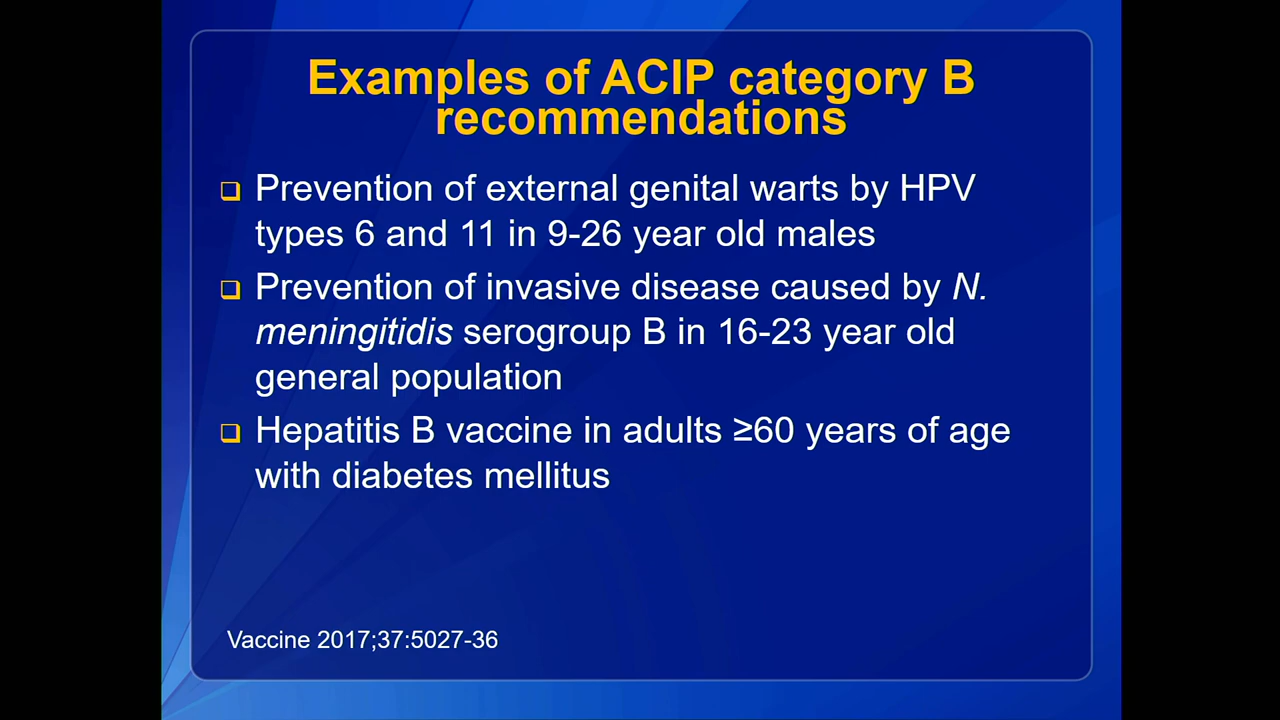 Examples of ACIP category B
recommendations
❑ Prevention of external genital warts by HPV
types 6 and 11 in 9-26 year old males
❑ Prevention of invasive disease caused by N.
meningitidis serogroup B in 16-23 year old
general population
❑ Hepatitis B vaccine in adults ≥60 years of age
with diabetes mellitus
Vaccine 2017;37:5027-36